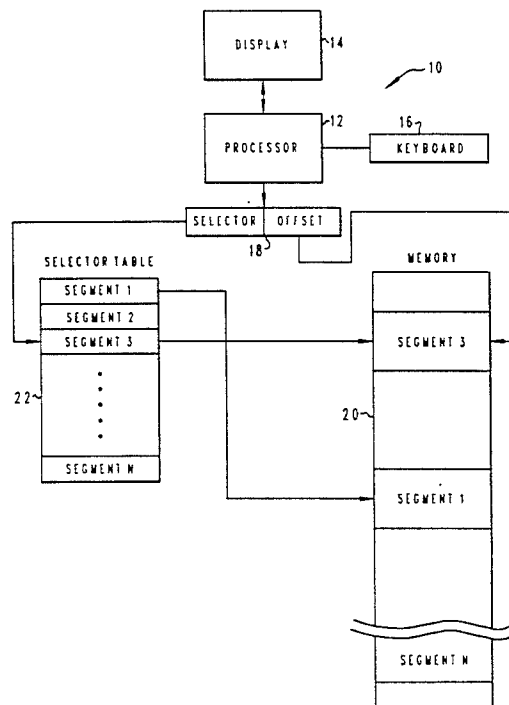 DISPLAY
14
10
12
PROCESSOR
16
KEYBOARD
SELECTOR OFFSET
18
SELECTOR TABLE
SEGMENT 1
SEGMENT 2
SEGMENT 3
22
SEGMENT N
MEMORY
SEGMENT 3
20
SEGMENT 1
SEGMENT N